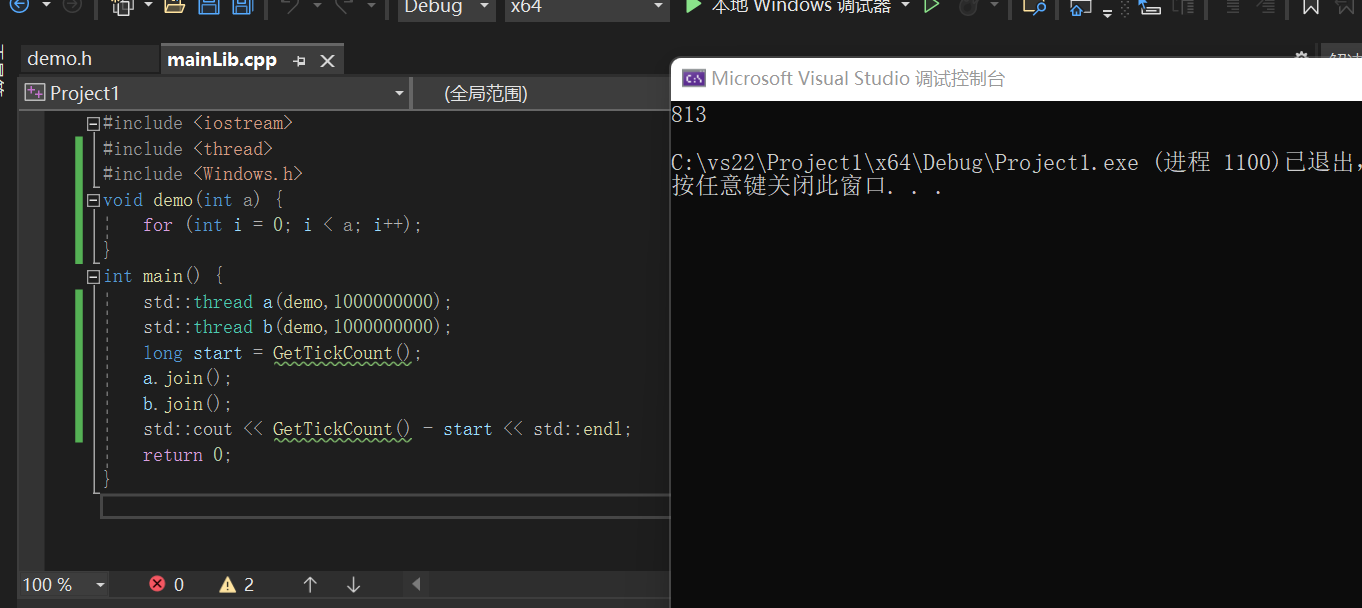 Debug
x64
本地 Windows 调试器
demo.h
mainLib.cpp
Project1
(全局范围)
#include <iostream>
#include <thread>
#include <Windows.h>
void demo(int a) {
for (int i = 0; i < a; i++);
}
int main() {
std::thread a(demo,1000000000);
std::thread b(demo,1000000000);
long start = GetTickCount();
a.join();
b.join();
std::cout << GetTickCount() - start << std::endl;
return 0;
}
100 %
0
2
Microsoft Visual Studio 调试控制台
813
C:\vs22\Project1\x64\Debug\Project1.exe (进程 1100)已退出，
按任意键关闭此窗口. . .